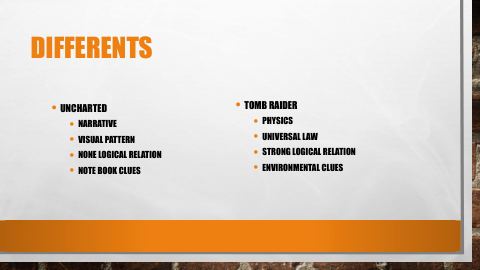 DIFFERENTS
UNCHARTED
NARRATIVE
VISUAL PATTERN
NONE LOGICAL RELATION
NOTE BOOK CLUES
TOMB RAIDER
PHYSICS
UNIVERSAL LAW
STRONG LOGICAL RELATION
ENVIRONMENTAL CLUES